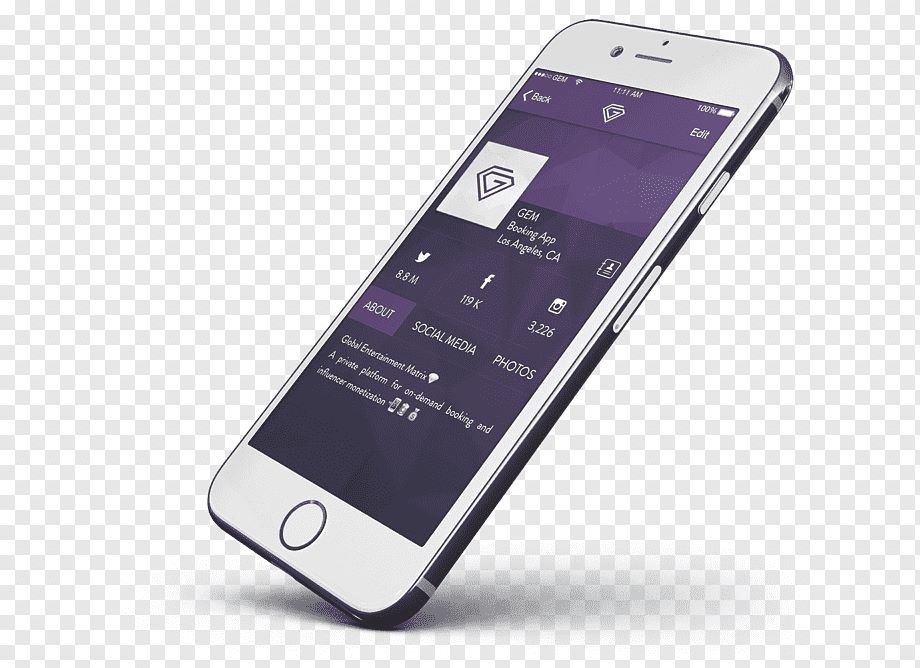 GEM
11:11 AM
100%
Back
Edit
GEM
Booking App
Los Angeles, CA
8.8 M
119 K
3,226
ABOUT
SOCIAL MEDIA
PHOTOS
Global Entertainment Matrix
A private platform for on-demand booking and
influencer monetization -